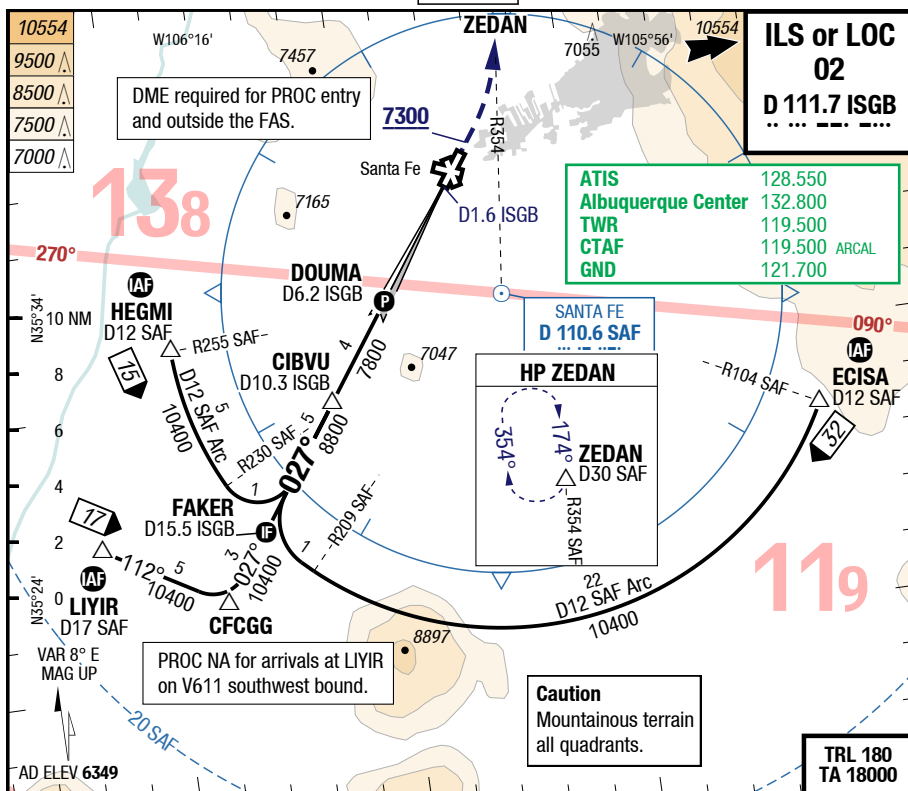 10554
9500
8500
7500
7000
W106°16'
7457
ZEDAN
7055
W105°56'
10554
ILS or LOC
02
D 111.7 ISGB
DME required for PROC entry
and outside the FAS.
7300
R354
Santa Fe
D1.6 ISGB
ATIS 128.550
Albuquerque Center 132.800
TWR 119.500
CTAF 119.500 ARCAL
GND 121.700
138
7165
270°
DOUMA
D6.2 ISGB
P
IAF
HEGMI
D12 SAF
N35°34'
10 NM
SANTA FE
D 110.6 SAF
090°
R255 SAF
15
CIBVU
D10.3 ISGB
4
7800
7047
HP ZEDAN
354°
174°
ZEDAN
D30 SAF
R354 SAF
R104 SAF
IAF
ECISA
D12 SAF
32
8
5
D12 SAF Arc
10400
R230 SAF
5
8800
027°
6
4
1
FAKER
D15.5 ISGB
IF
R209 SAF
1
17
2
112°
5
10400
3
027°
10400
22
D12 SAF Arc
10400
119
IAF
LIYIR
D17 SAF
N35°24'
0
CFCGG
8897
VAR 8° E
MAG UP
PROC NA for arrivals at LIYIR
on V611 southwest bound.
Caution
Mountainous terrain
all quadrants.
20 SAF
AD ELEV 6349
TRL 180
TA 18000